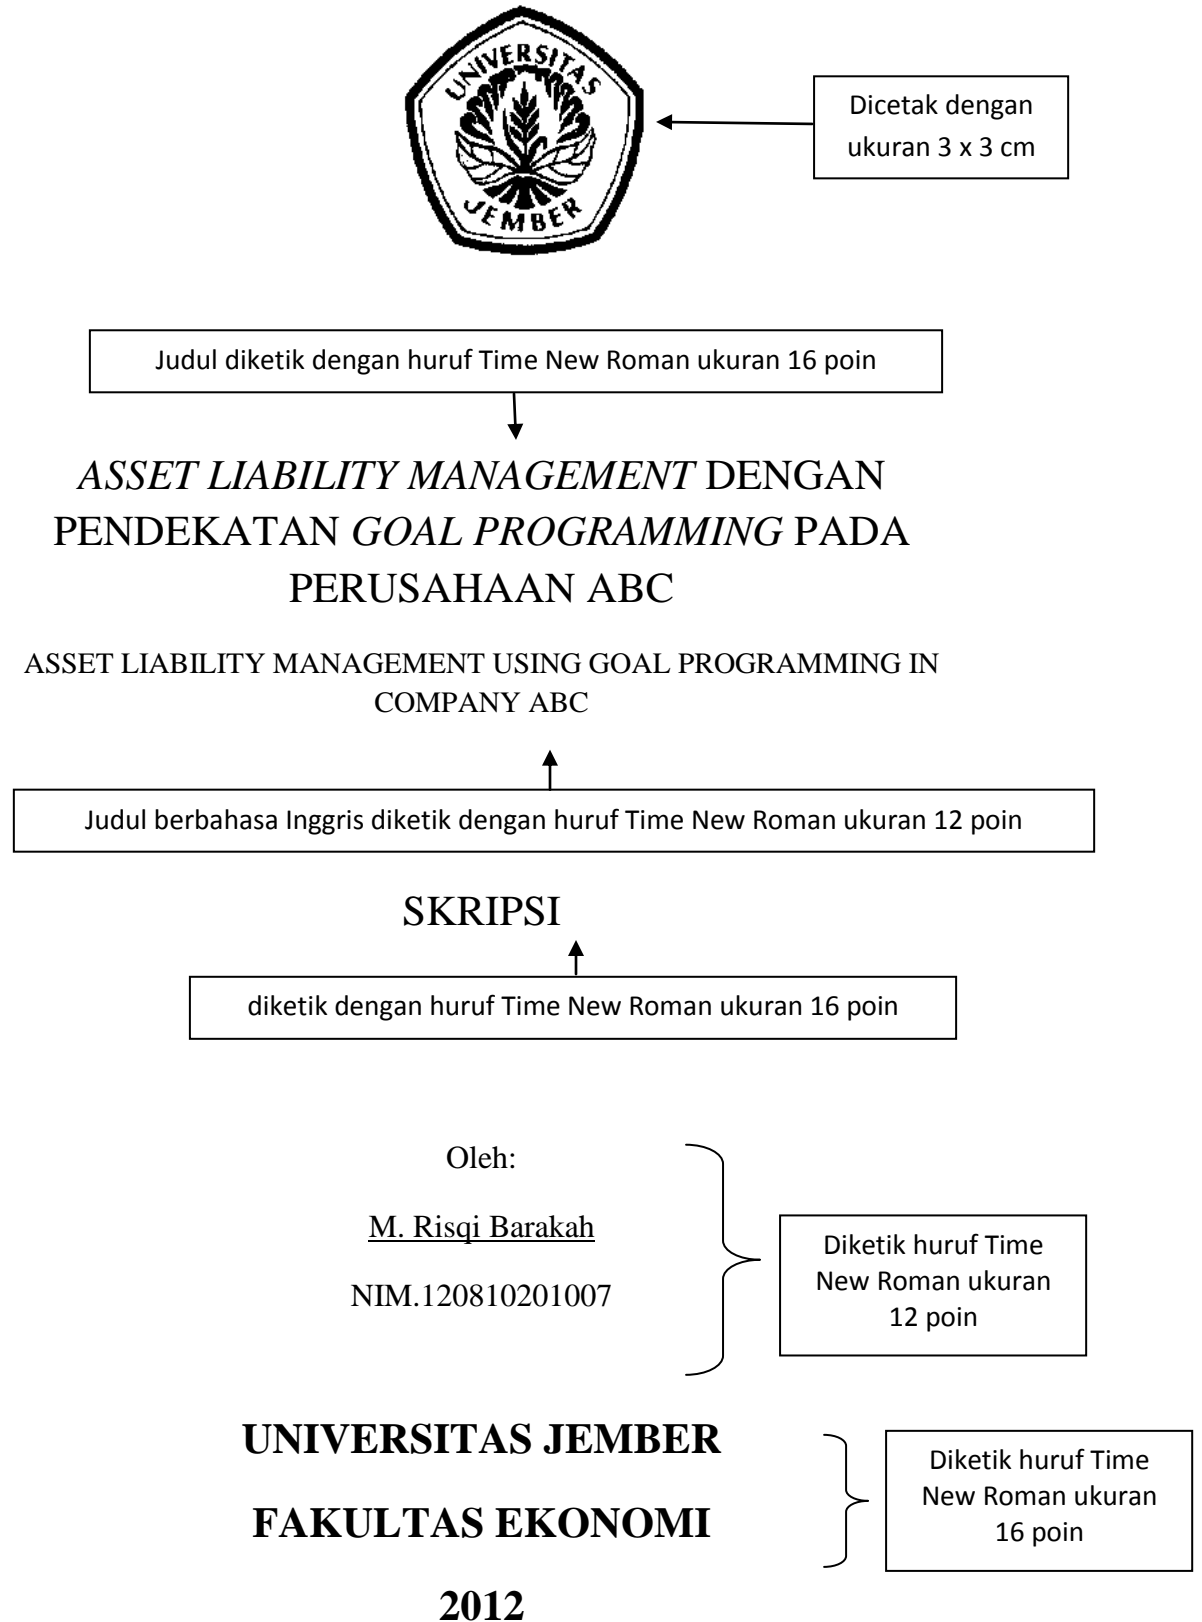 UNIVERSITAS
JEMBER
Dicetak dengan
ukuran 3 x 3 cm
Judul diketik dengan huruf Time New Roman ukuran 16 poin
ASSET LIABILITY MANAGEMENT DENGAN
PENDEKATAN GOAL PROGRAMMING PADA
PERUSAHAAN ABC
ASSET LIABILITY MANAGEMENT USING GOAL PROGRAMMING IN
COMPANY ABC
Judul berbahasa Inggris diketik dengan huruf Time New Roman ukuran 12 poin
SKRIPSI
diketik dengan huruf Time New Roman ukuran 16 poin
Oleh:
M. Risqi Barakah
NIM.120810201007
Diketik huruf Time
New Roman ukuran
12 poin
UNIVERSITAS JEMBER
FAKULTAS EKONOMI
2012
Diketik huruf Time
New Roman ukuran
16 poin